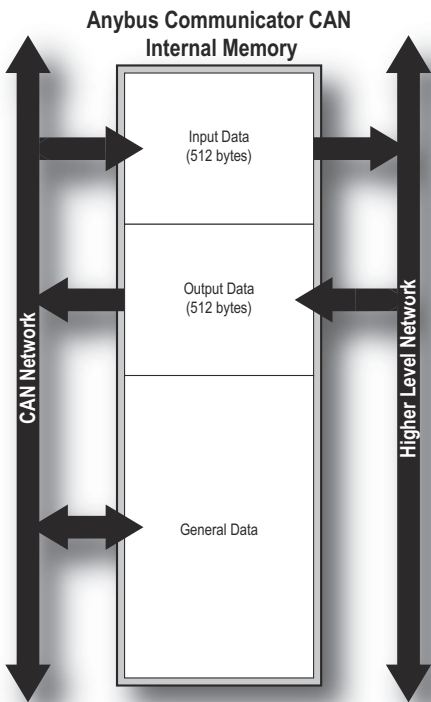 Anybus Communicator CAN
Internal Memory
Input Data
(512 bytes)
Output Data
(512 bytes)
CAN Network
Higher Level Network
General Data